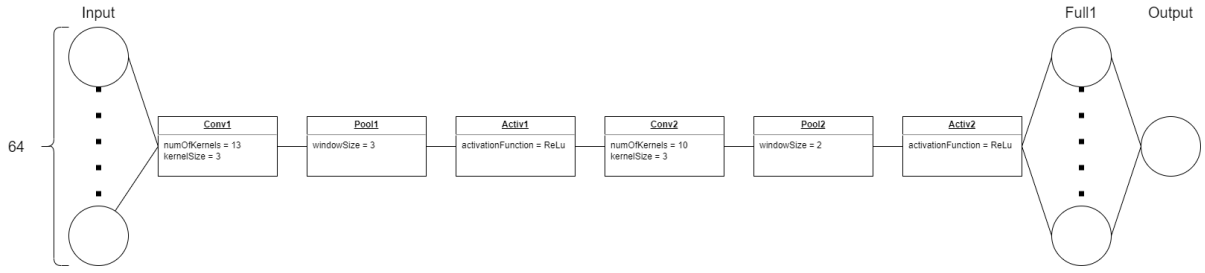 Input
Full1
Output
64
Conv1
numOfKernels = 13
kernelSize = 3
Pool1
windowSize = 3
Activ1
activationFunction = ReLu
Conv2
numOfKernels = 10
kernelSize = 3
Pool2
windowSize = 2
Activ2
activationFunction = ReLu